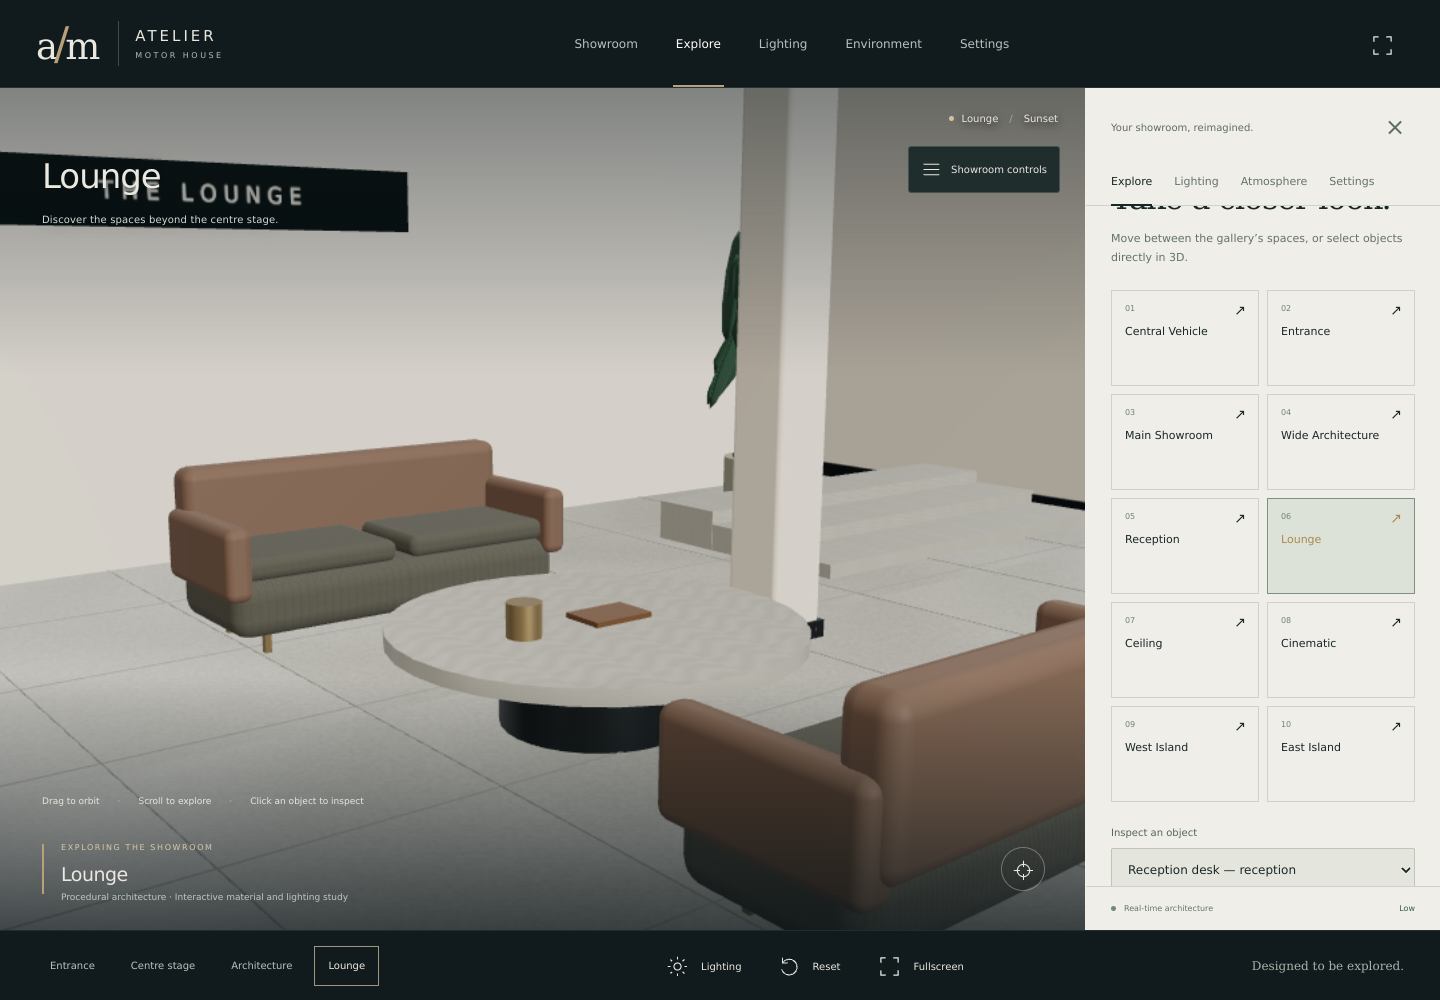 a/m
ATELIER
MOTOR HOUSE
Showroom
Explore
Lighting
Environment
Settings
Lounge / Sunset
Showroom controls
THE LOUNGE
Lounge
Discover the spaces beyond the centre stage.
Drag to orbit · Scroll to explore · Click an object to inspect
EXPLORING THE SHOWROOM
Lounge
Procedural architecture · Interactive material and lighting study
Your showroom, reimagined.
Explore
Lighting
Atmosphere
Settings
Take a closer look.
Move between the gallery’s spaces, or select objects
directly in 3D.
01
Central Vehicle
02
Entrance
03
Main Showroom
04
Wide Architecture
05
Reception
06
Lounge
07
Ceiling
08
Cinematic
09
West Island
10
East Island
Inspect an object
Reception desk — reception
Real-time architecture
Low
Entrance
Centre stage
Architecture
Lounge
Lighting
Reset
Fullscreen
Designed to be explored.